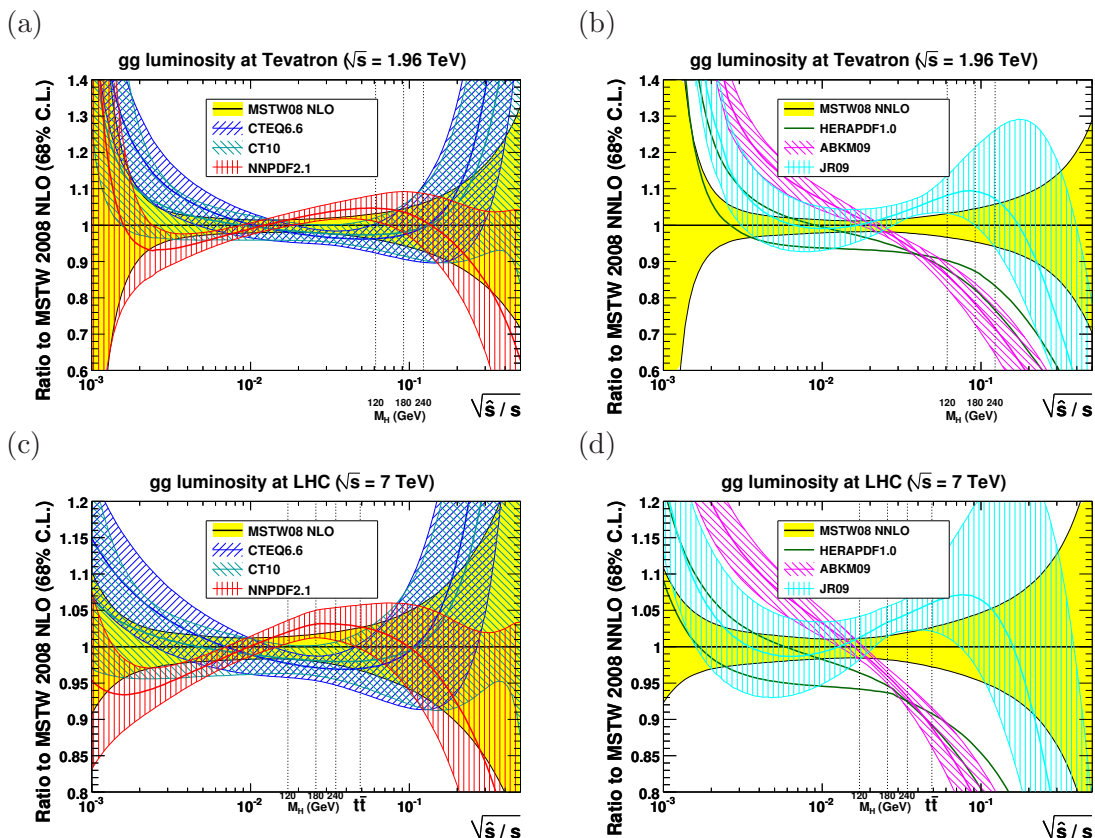 (a)
gg luminosity at Tevatron (√s = 1.96 TeV)
Ratio to MSTW 2008 NLO (68% C.L.)
1.4
1.3
1.2
1.1
1
0.9
0.8
0.7
0.6
MSTW08 NLO
CTEQ6.6
CT10
NNPDF2.1
10⁻³ 10⁻² 10⁻¹
120 180 240
M_H (GeV)
√ŝ / s
(b)
gg luminosity at Tevatron (√s = 1.96 TeV)
Ratio to MSTW 2008 NNLO (68% C.L.)
1.4
1.3
1.2
1.1
1
0.9
0.8
0.7
0.6
MSTW08 NNLO
HERAPDF1.0
ABKM09
JR09
10⁻³ 10⁻² 10⁻¹
120 180 240
M_H (GeV)
√ŝ / s
(c)
gg luminosity at LHC (√s = 7 TeV)
Ratio to MSTW 2008 NLO (68% C.L.)
1.2
1.15
1.1
1.05
1
0.95
0.9
0.85
0.8
MSTW08 NLO
CTEQ6.6
CT10
NNPDF2.1
10⁻³ 10⁻² 10⁻¹
120 180 240
M_H (GeV) tt̄
√ŝ / s
(d)
gg luminosity at LHC (√s = 7 TeV)
Ratio to MSTW 2008 NNLO (68% C.L.)
1.2
1.15
1.1
1.05
1
0.95
0.9
0.85
0.8
MSTW08 NNLO
HERAPDF1.0
ABKM09
JR09
10⁻³ 10⁻² 10⁻¹
120 180 240
M_H (GeV) tt̄
√ŝ / s